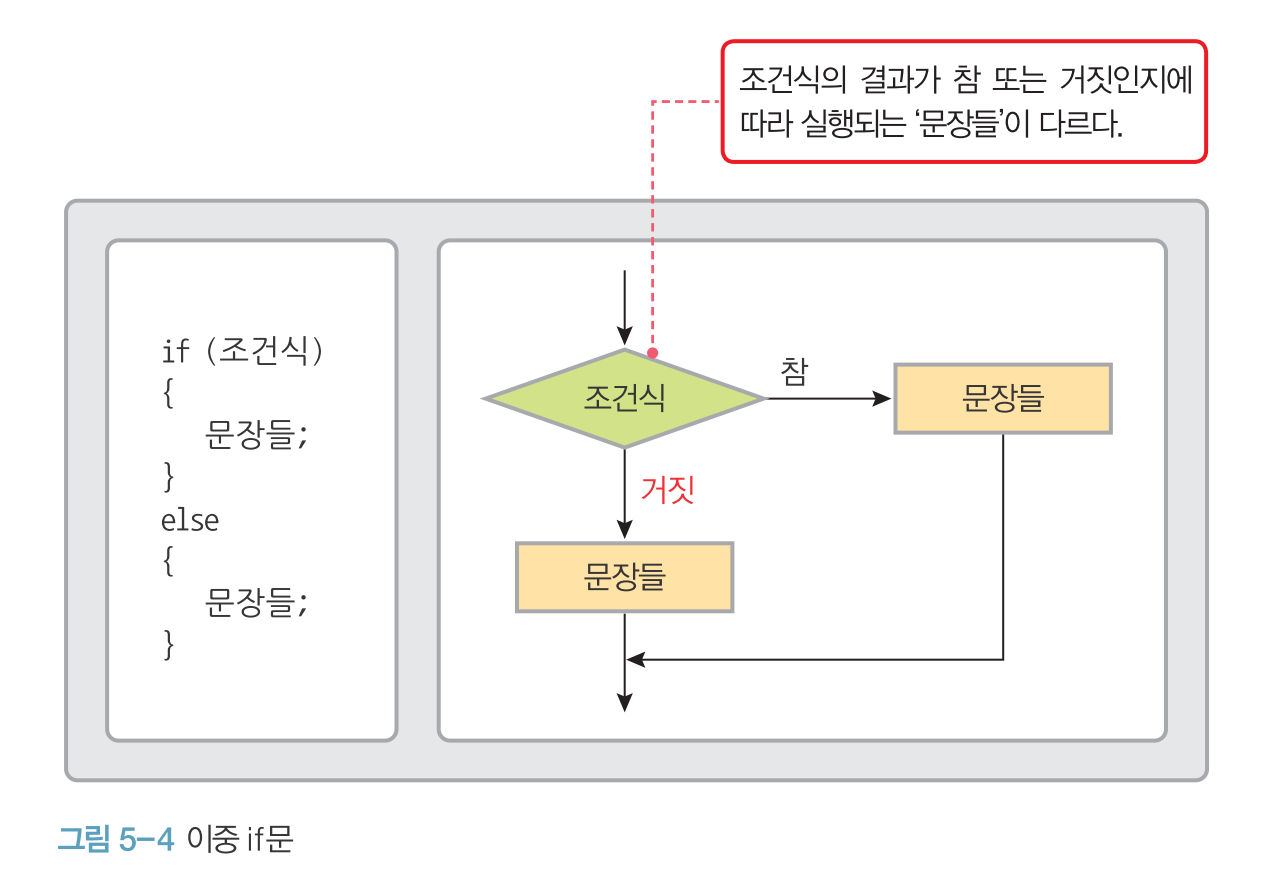 조건식의 결과가 참 또는 거짓인지에
따라 실행되는 ‘문장들’이 다르다.
if (조건식)
{
문장들;
}
else
{
문장들;
}
조건식
참
문장들
거짓
문장들
그림 5-4 이중 if문